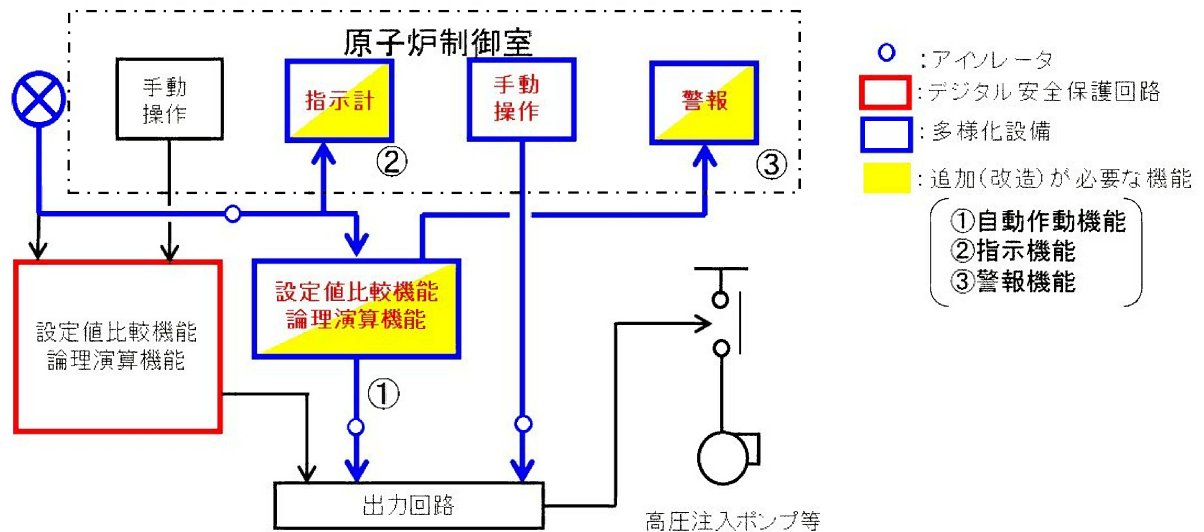 原子炉制御室
手動
操作
指示計
手動
操作
警報
②
③
設定値比較機能
論理演算機能
設定値比較機能
論理演算機能
①
出力回路
高圧注入ポンプ等
:アイソレータ
:デジタル安全保護回路
:多様化設備
:追加(改造)が必要な機能
①自動作動機能
②指示機能
③警報機能